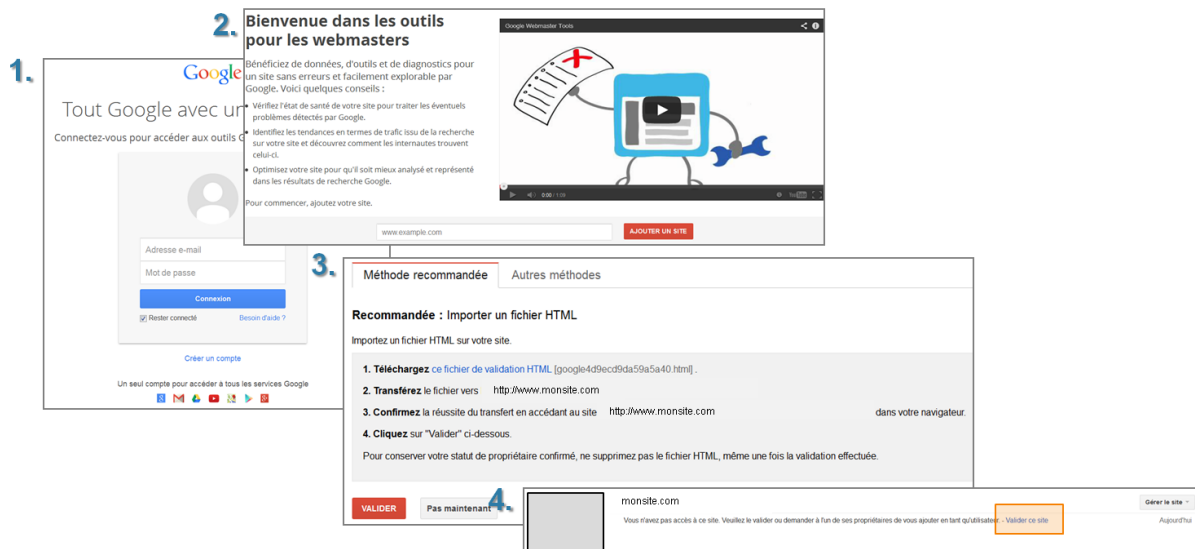 1.
Google
Tout Google avec un
Connectez-vous pour accéder aux outils G
Adresse e-mail
Mot de passe
Connexion
Rester connecté
Besoin d'aide ?
Créer un compte
Un seul compte pour accéder à tous les services Google
2.
Bienvenue dans les outils
pour les webmasters
Bénéficiez de données, d'outils et de diagnostics pour
un site sans erreurs et facilement explorable par
Google. Voici quelques conseils :
• Vérifiez l'état de santé de votre site pour traiter les éventuels
problèmes détectés par Google.
• Identifiez les tendances en termes de trafic issu de la recherche
sur votre site et découvrez comment les internautes trouvent
celui-ci.
• Optimisez votre site pour qu'il soit mieux analysé et représenté
dans les résultats de recherche Google.
Pour commencer, ajoutez votre site.
Google Webmaster Tools
0:00 / 1:09
YouTube
www.example.com
AJOUTER UN SITE
3.
Méthode recommandée
Autres méthodes
Recommandée : Importer un fichier HTML
Importez un fichier HTML sur votre site.
1. Téléchargez ce fichier de validation HTML [google4d9ecd9da59a5a40.html] .
2. Transférez le fichier vers http://www.monsite.com
3. Confirmez la réussite du transfert en accédant au site http://www.monsite.com dans votre navigateur.
4. Cliquez sur "Valider" ci-dessous.
Pour conserver votre statut de propriétaire confirmé, ne supprimez pas le fichier HTML, même une fois la validation effectuée.
VALIDER
Pas maintenant
4.
monsite.com
Gérer le site
Vous n'avez pas accès à ce site. Veuillez le valider ou demander à l'un de ses propriétaires de vous ajouter en tant qu'utilisateur. - Valider ce site
Aujourd'hui